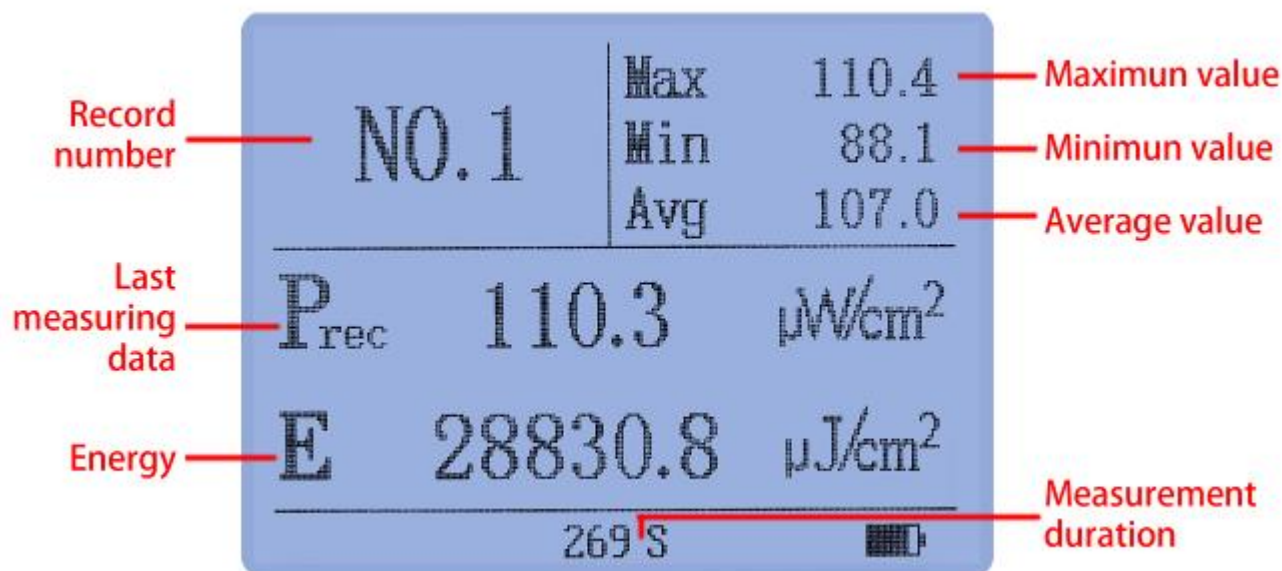 Record
number
NO.1
Max 110.4
Min 88.1
Avg 107.0
Maximun value
Minimun value
Average value
Last
measuring
data
Prec 110.3 μW/cm²
Energy
E 28830.8 μJ/cm²
269 S
Measurement
duration